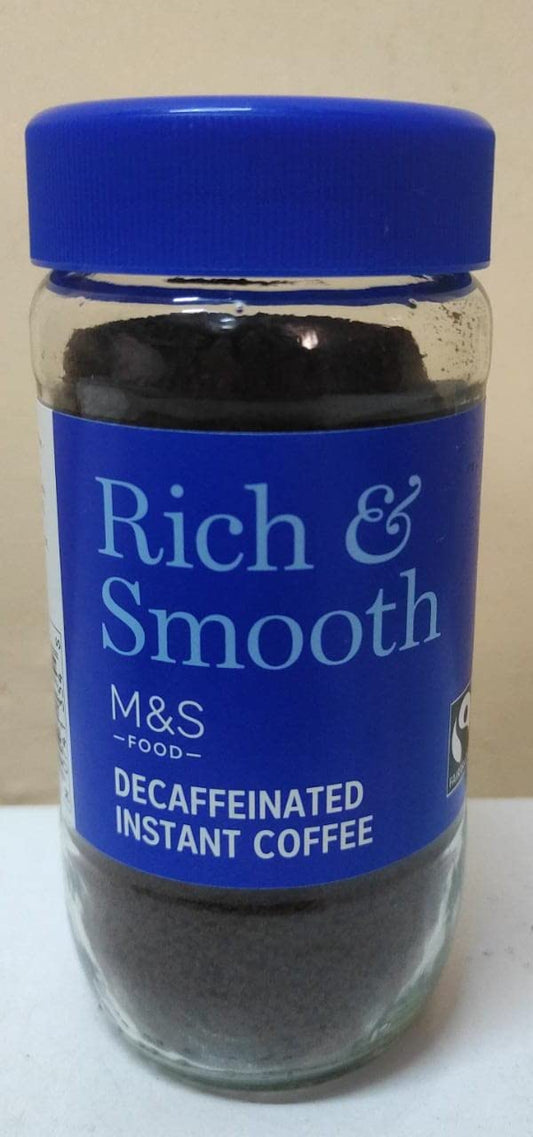 Rich &
Smooth
M&S
FOOD
DECAFFEINATED
INSTANT COFFEE